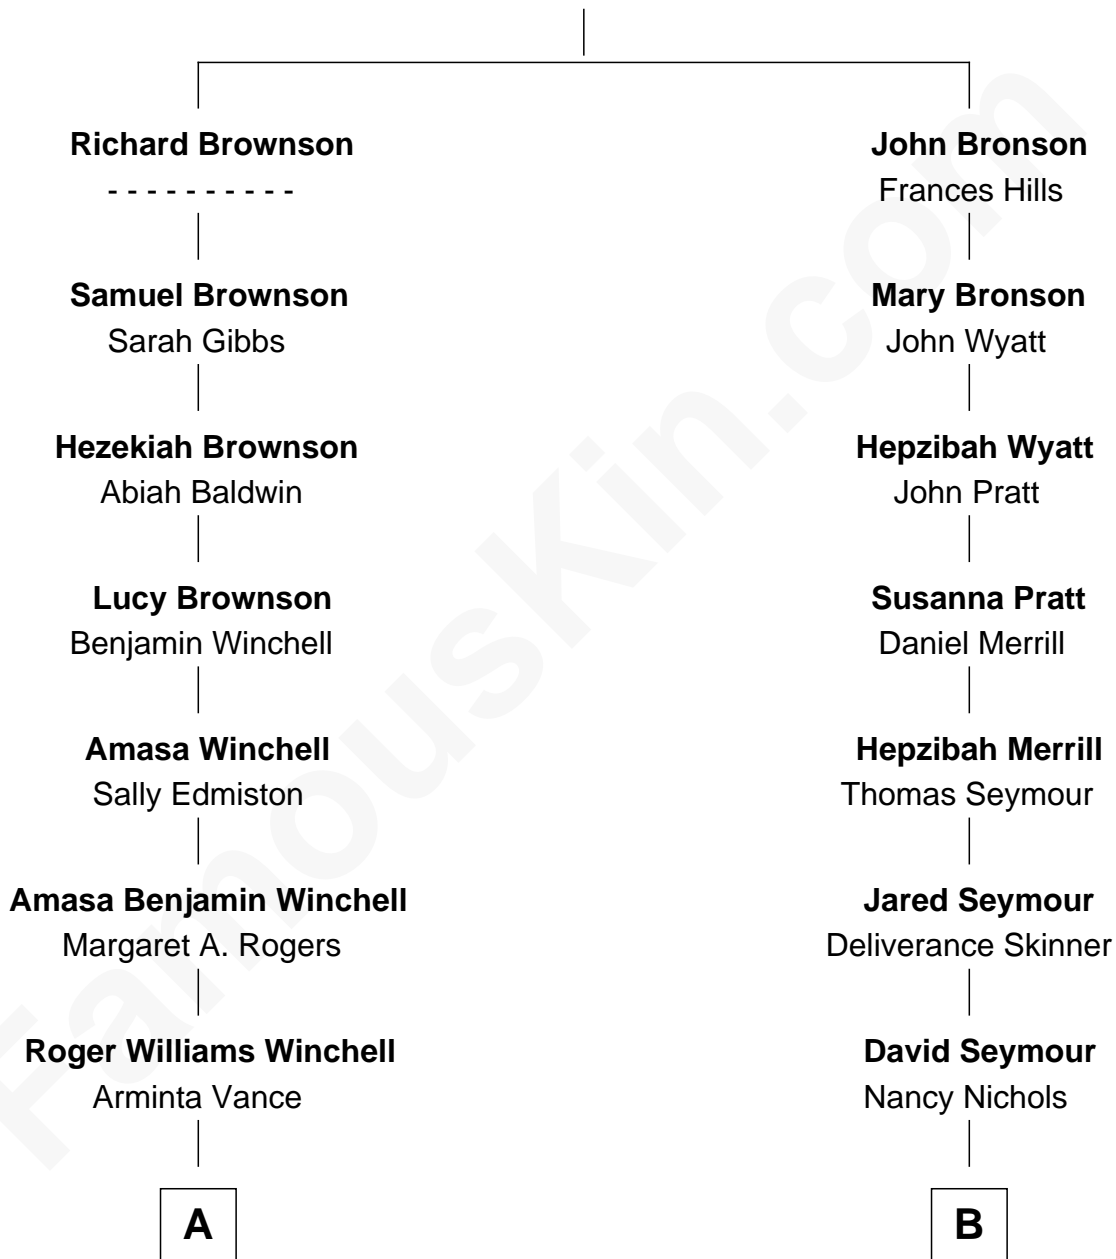 Richard Brownson
- - - - - - - - - -
Samuel Brownson
Sarah Gibbs
Hezekiah Brownson
Abiah Baldwin
Lucy Brownson
Benjamin Winchell
Amasa Winchell
Sally Edmiston
Amasa Benjamin Winchell
Margaret A. Rogers
Roger Williams Winchell
Arminta Vance
A
John Bronson
Frances Hills
Mary Bronson
John Wyatt
Hepzibah Wyatt
John Pratt
Susanna Pratt
Daniel Merrill
Hepzibah Merrill
Thomas Seymour
Jared Seymour
Deliverance Skinner
David Seymour
Nancy Nichols
B
FamousKin.com